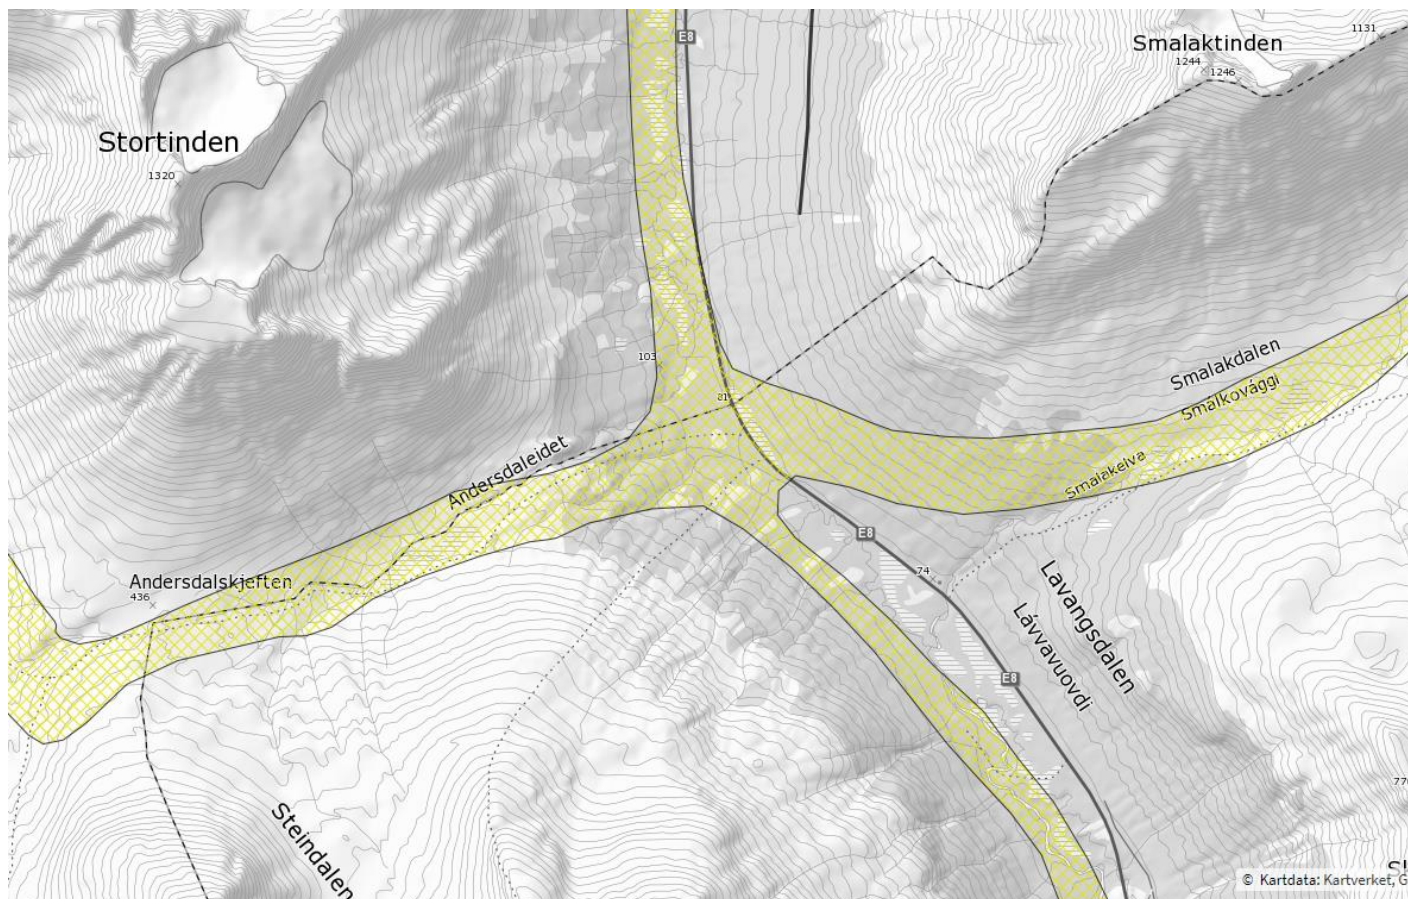 E8
1131
Smalaktinden
1244
1246
Stortinden
1320
103
Smalakdalen
Smalkovággi
81
Andersdaleidet
Smalakelva
E8
74
Andersdalskjeften
436
Lavangsdalen
Lávvavuovdi
E8
Steindalen
© Kartdata: Kartverket, G